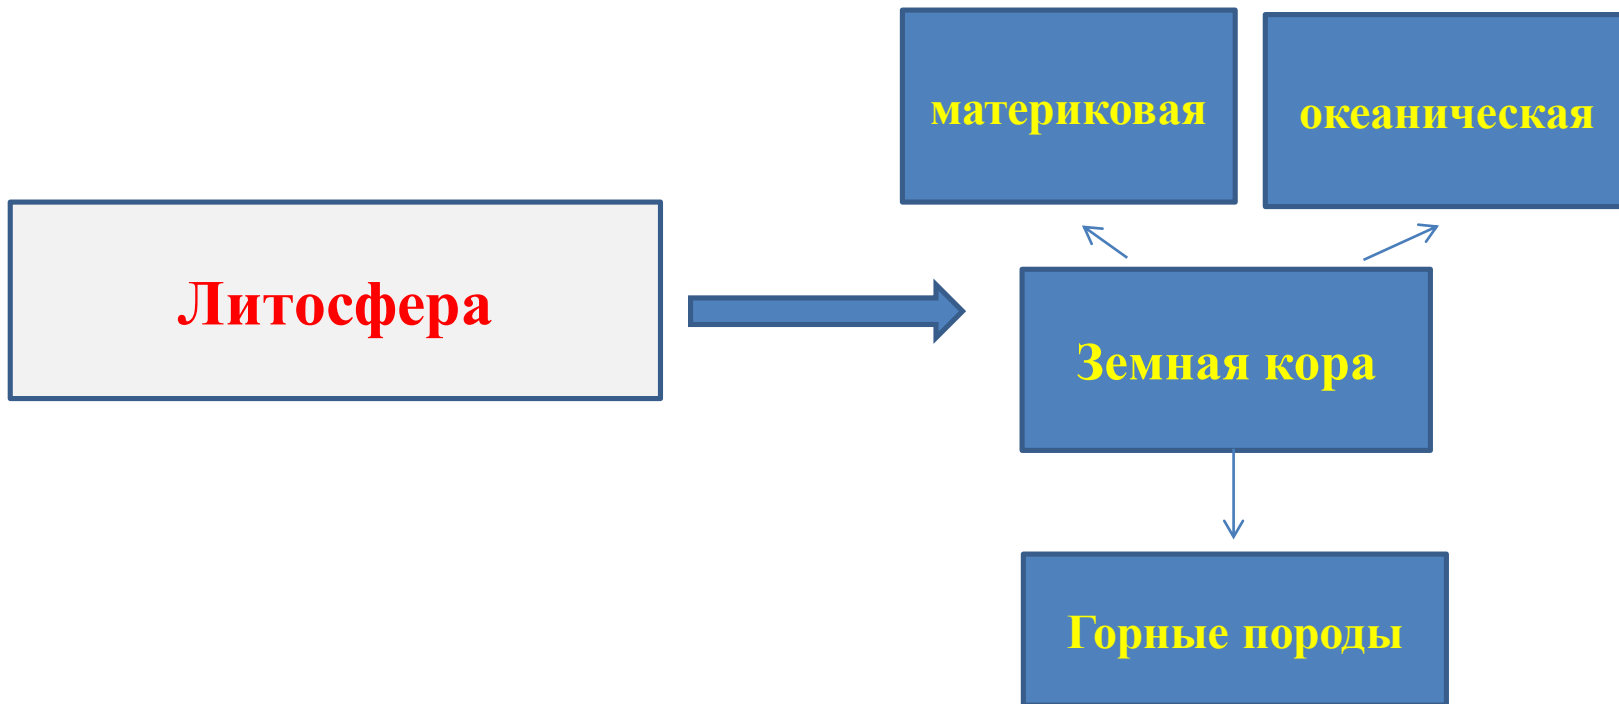 материковая
океаническая
Литосфера
Земная кора
Горные породы